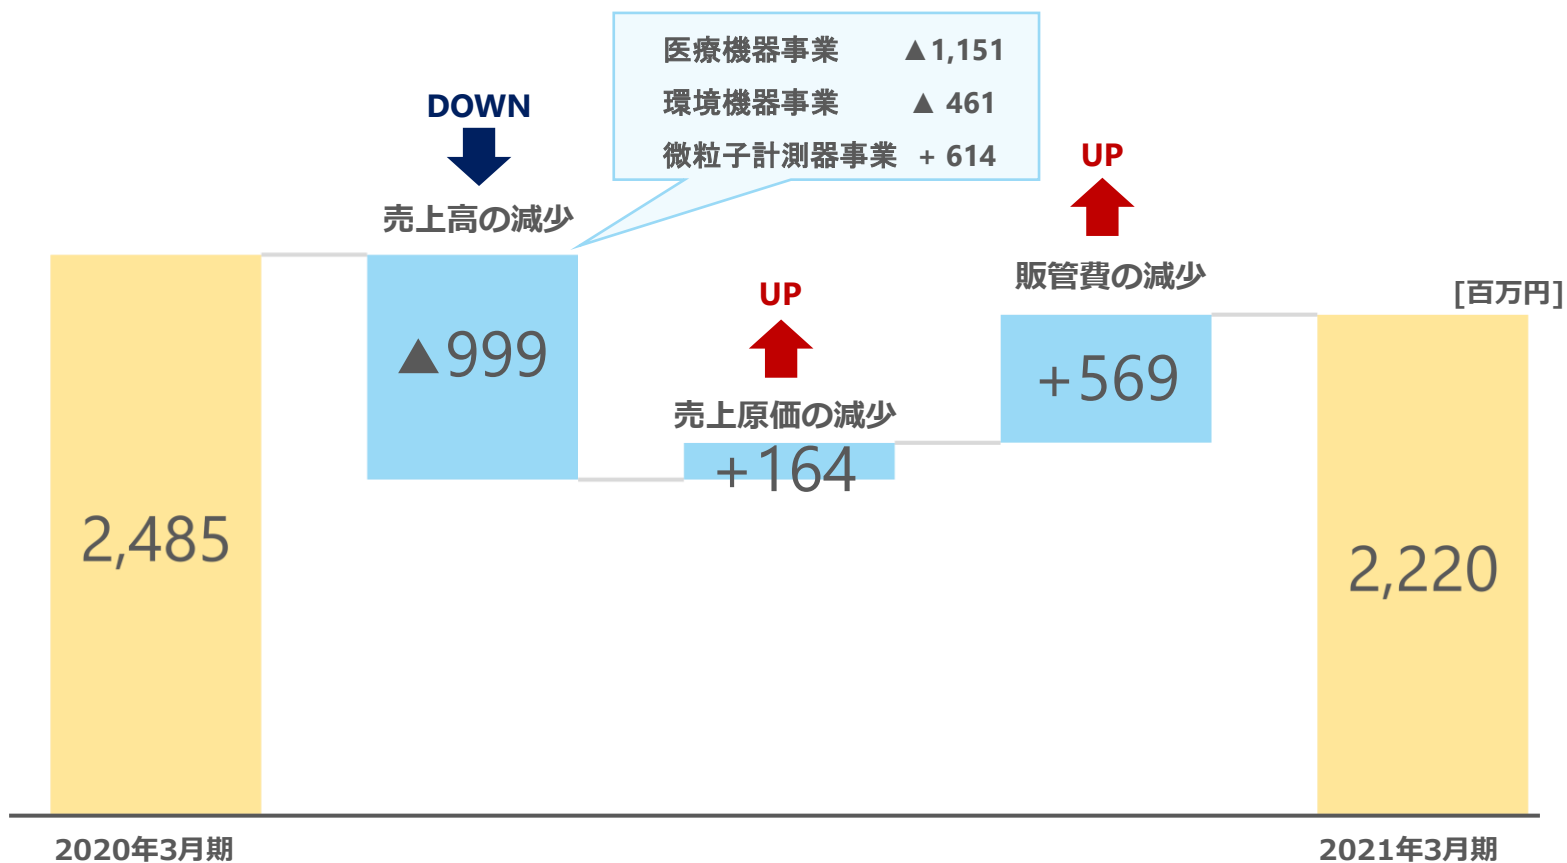 医療機器事業 ▲1,151
環境機器事業 ▲ 461
微粒子計測器事業 + 614
DOWN
売上高の減少
UP
販管費の減少
UP
[百万円]
▲999
売上原価の減少
+569
+164
2,485
2,220
2020年3月期
2021年3月期